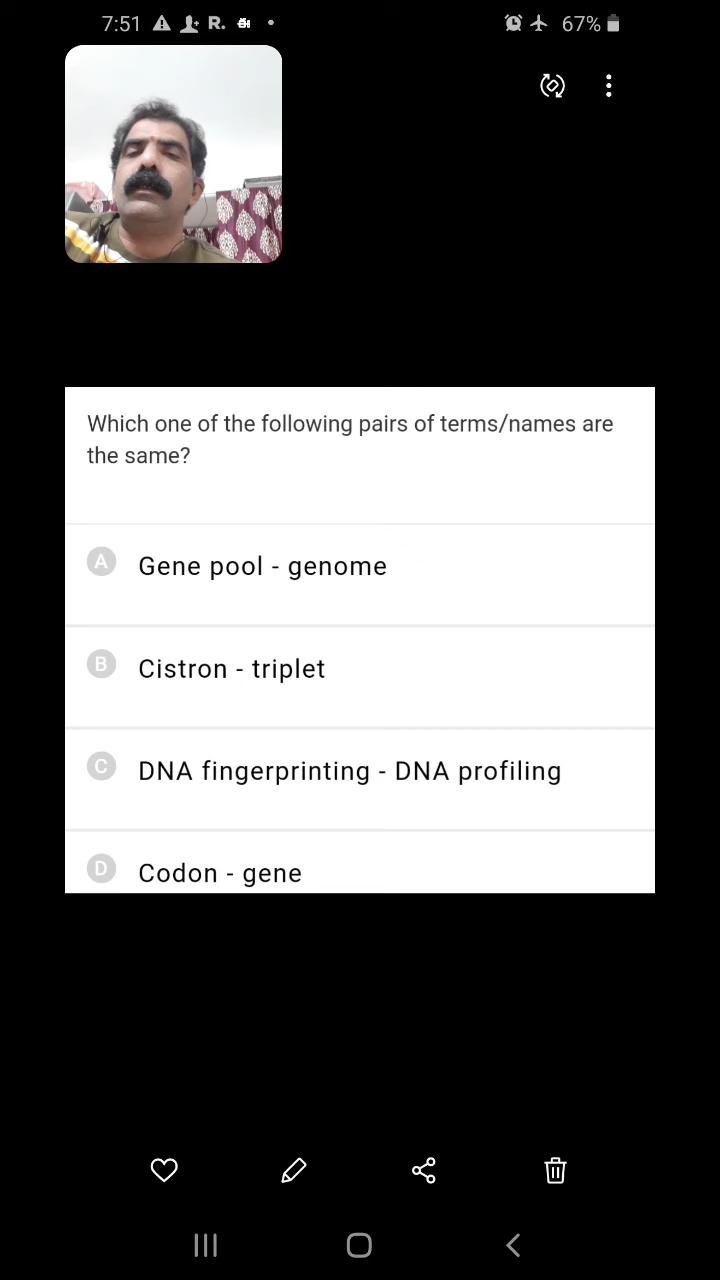 7:51 R. 67%
Which one of the following pairs of terms/names are
the same?
A Gene pool - genome
B Cistron - triplet
C DNA fingerprinting - DNA profiling
D Codon - gene